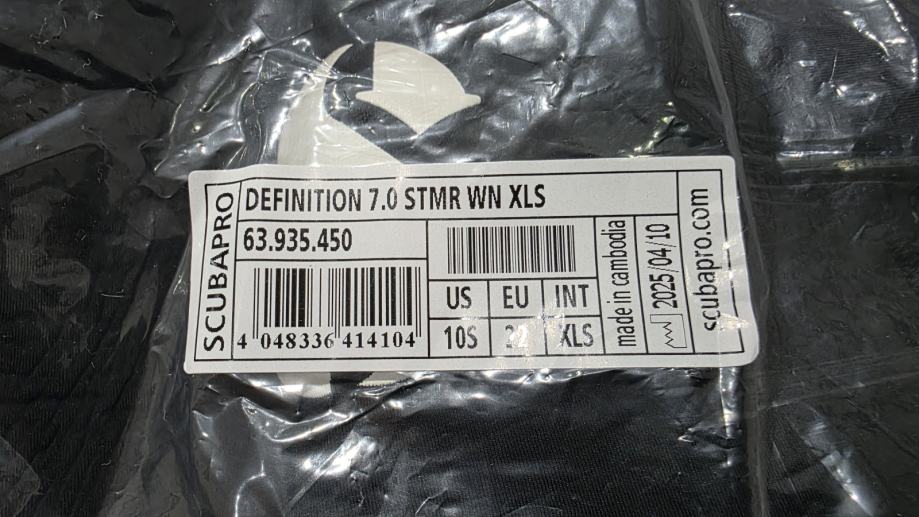 SCUBAPRO
DEFINITION 7.0 STMR WN XLS
63.935.450
4 048336 414104
US EU INT
10S XLS
made in cambodia
2025/04/10
scubapro.com